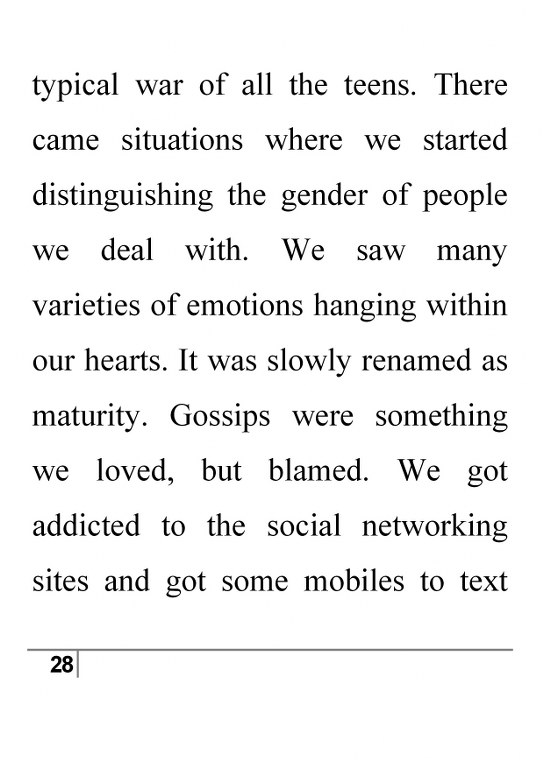 typical war of all the teens. There
came situations where we started
distinguishing the gender of people
we deal with. We saw many
varieties of emotions hanging within
our hearts. It was slowly renamed as
maturity. Gossips were something
we loved, but blamed. We got
addicted to the social networking
sites and got some mobiles to text
28